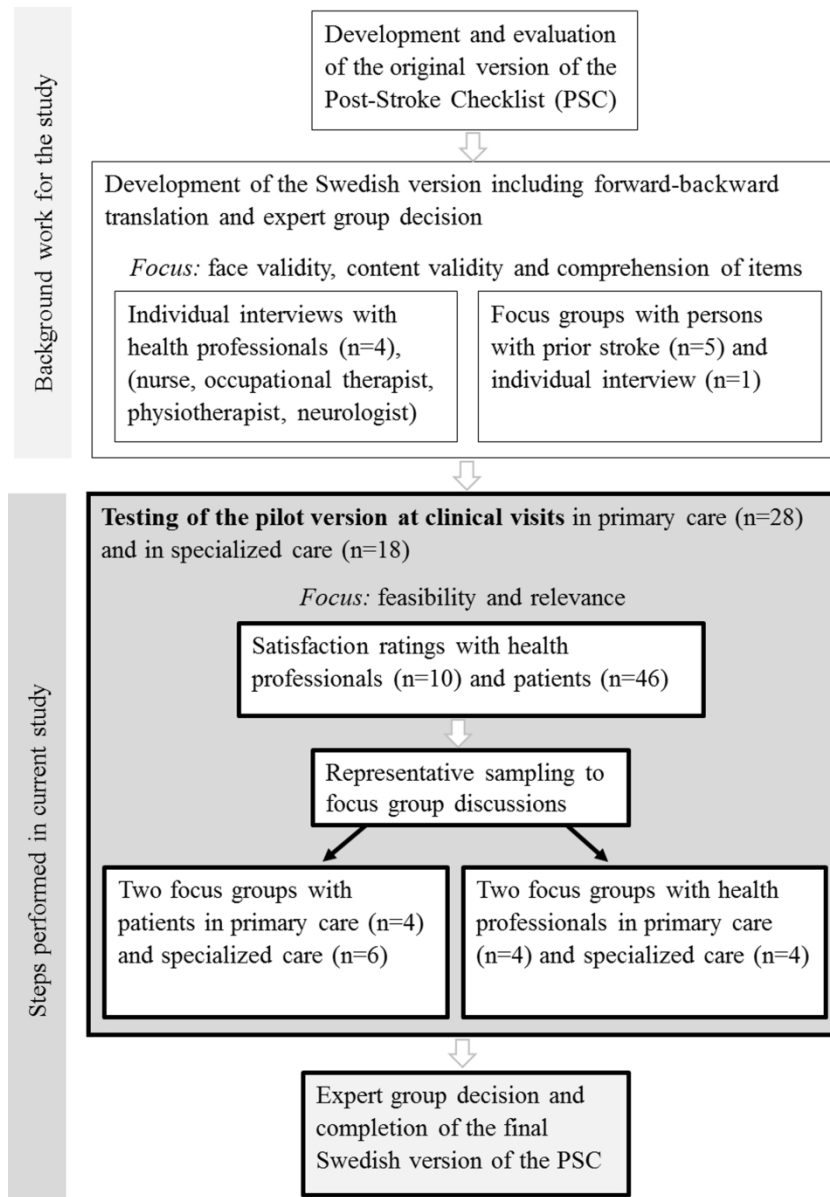 Background work for the study
Development and evaluation
of the original version of the
Post-Stroke Checklist (PSC)
Development of the Swedish version including forward-backward
translation and expert group decision
Focus: face validity, content validity and comprehension of items
Individual interviews with
health professionals (n=4),
(nurse, occupational therapist,
physiotherapist, neurologist)
Focus groups with persons
with prior stroke (n=5) and
individual interview (n=1)
Steps performed in current study
Testing of the pilot version at clinical visits in primary care (n=28)
and in specialized care (n=18)
Focus: feasibility and relevance
Satisfaction ratings with health
professionals (n=10) and patients (n=46)
Representative sampling to
focus group discussions
Two focus groups with
patients in primary care (n=4)
and specialized care (n=6)
Two focus groups with health
professionals in primary care
(n=4) and specialized care (n=4)
Expert group decision and
completion of the final
Swedish version of the PSC